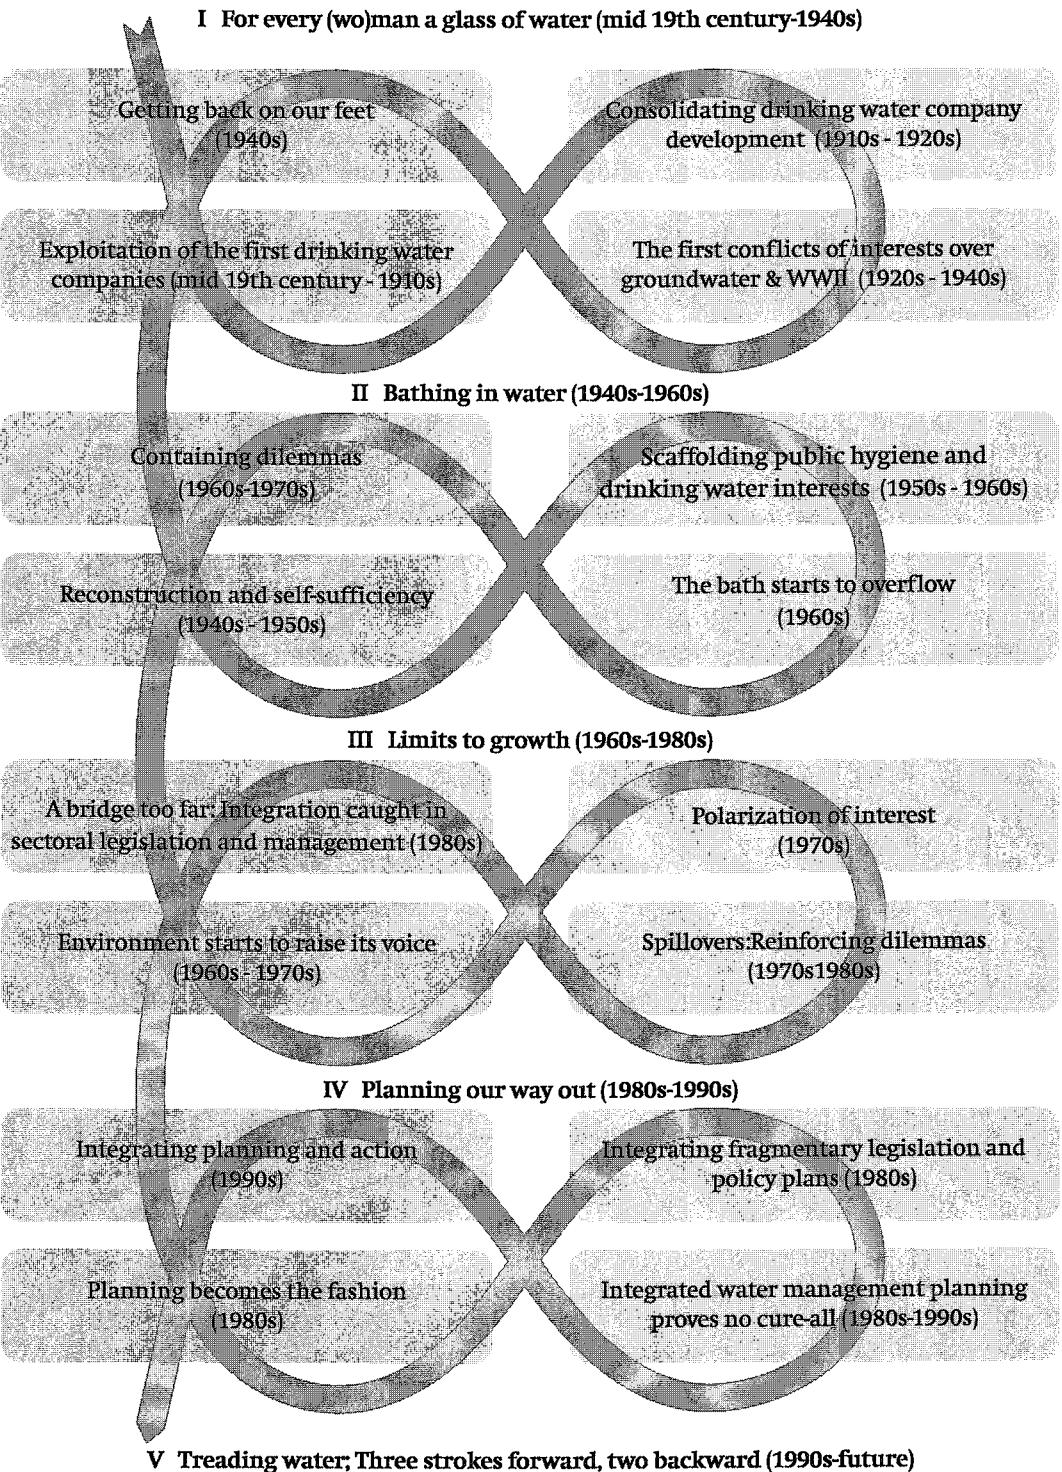 I For every (wo)man a glass of water (mid 19th century-1940s)
Getting back on our feet
(1940s)
Consolidating drinking water company
development (1910s - 1920s)
Exploitation of the first drinking water
companies (mid 19th century - 1910s)
The first conflicts of interests over
groundwater & WWII (1920s - 1940s)
II Bathing in water (1940s-1960s)
Containing dilemmas
(1960s-1970s)
Scaffolding public hygiene and
drinking water interests (1950s - 1960s)
Reconstruction and self-sufficiency
(1940s - 1950s)
The bath starts to overflow
(1960s)
III Limits to growth (1960s-1980s)
A bridge too far: Integration caught in
sectoral legislation and management (1980s)
Polarization of interest
(1970s)
Environment starts to raise its voice
(1960s - 1970s)
Spillovers:Reinforcing dilemmas
(1970s1980s)
IV Planning our way out (1980s-1990s)
Integrating planning and action
(1990s)
Integrating fragmentary legislation and
policy plans (1980s)
Planning becomes the fashion
(1980s)
Integrated water management planning
proves no cure-all (1980s-1990s)
V Treading water; Three strokes forward, two backward (1990s-future)